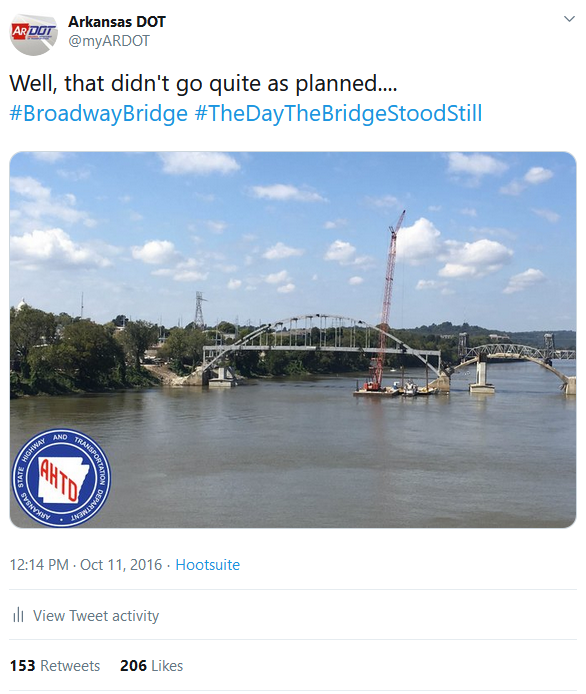 Arkansas DOT
@myARDOT
Well, that didn't go quite as planned....
#BroadwayBridge #TheDayTheBridgeStoodStill
ARDOT
ARKANSAS STATE HIGHWAY AND TRANSPORTATION DEPARTMENT
AHTD
12:14 PM · Oct 11, 2016 · Hootsuite
View Tweet activity
153 Retweets 206 Likes